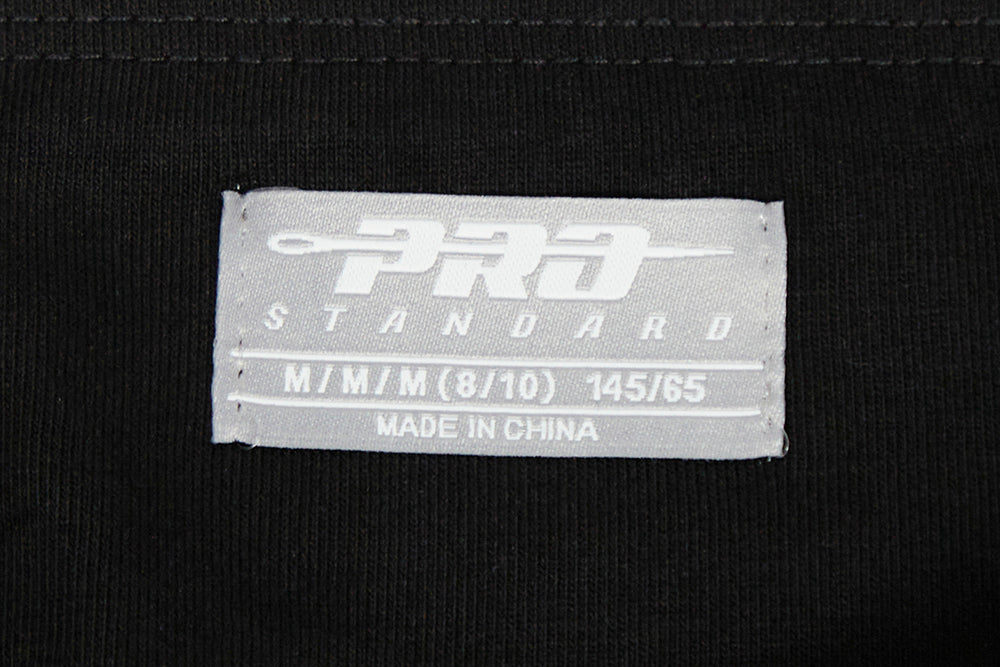 PRO
STANDARD
M/M/M (8/10) 145/65
MADE IN CHINA